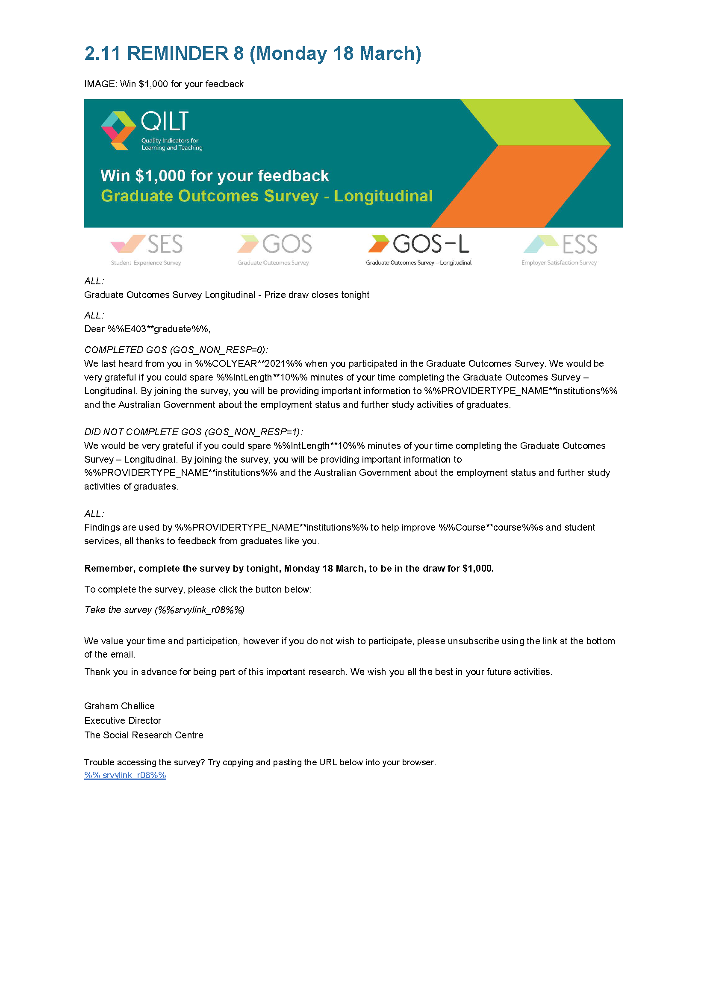 2.11 REMINDER 8 (Monday 18 March)
IMAGE: Win $1,000 for your feedback
QILT
Quality Indicators for
Learning and Teaching
Win $1,000 for your feedback
Graduate Outcomes Survey - Longitudinal
SES
Student Experience Survey
GOS
Graduate Outcomes Survey
GOS-L
Graduate Outcomes Survey – Longitudinal
ESS
Employer Satisfaction Survey
ALL:
Graduate Outcomes Survey Longitudinal - Prize draw closes tonight
ALL:
Dear %%E403**graduate%%,
COMPLETED GOS (GOS_NON_RESP=0):
We last heard from you in %%COLYEAR**2021%% when you participated in the Graduate Outcomes Survey. We would be
very grateful if you could spare %%IntLength**10%% minutes of your time completing the Graduate Outcomes Survey –
Longitudinal. By joining the survey, you will be providing important information to %%PROVIDERTYPE_NAME**institutions%%
and the Australian Government about the employment status and further study activities of graduates.
DID NOT COMPLETE GOS (GOS_NON_RESP=1):
We would be very grateful if you could spare %%IntLength**10%% minutes of your time completing the Graduate Outcomes
Survey – Longitudinal. By joining the survey, you will be providing important information to
%%PROVIDERTYPE_NAME**institutions%% and the Australian Government about the employment status and further study
activities of graduates.
ALL:
Findings are used by %%PROVIDERTYPE_NAME**institutions%% to help improve %%Course**course%%s and student
services, all thanks to feedback from graduates like you.
Remember, complete the survey by tonight, Monday 18 March, to be in the draw for $1,000.
To complete the survey, please click the button below:
Take the survey (%%srvylink_r08%%)
We value your time and participation, however if you do not wish to participate, please unsubscribe using the link at the bottom
of the email.
Thank you in advance for being part of this important research. We wish you all the best in your future activities.
Graham Challice
Executive Director
The Social Research Centre
Trouble accessing the survey? Try copying and pasting the URL below into your browser.
%% srvylink_r08%%